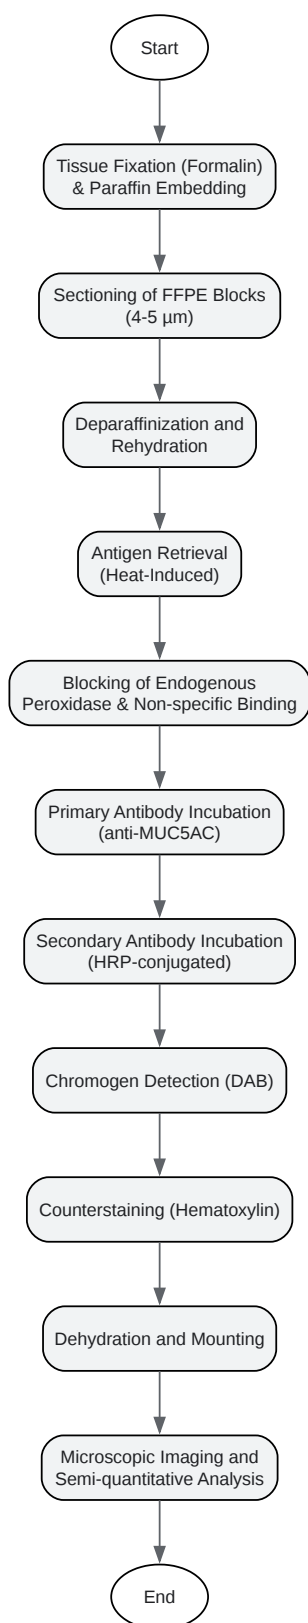 Start
Tissue Fixation (Formalin)
& Paraffin Embedding
Sectioning of FFPE Blocks
(4-5 µm)
Deparaffinization and
Rehydration
Antigen Retrieval
(Heat-Induced)
Blocking of Endogenous
Peroxidase & Non-specific Binding
Primary Antibody Incubation
(anti-MUC5AC)
Secondary Antibody Incubation
(HRP-conjugated)
Chromogen Detection (DAB)
Counterstaining (Hematoxylin)
Dehydration and Mounting
Microscopic Imaging and
Semi-quantitative Analysis
End